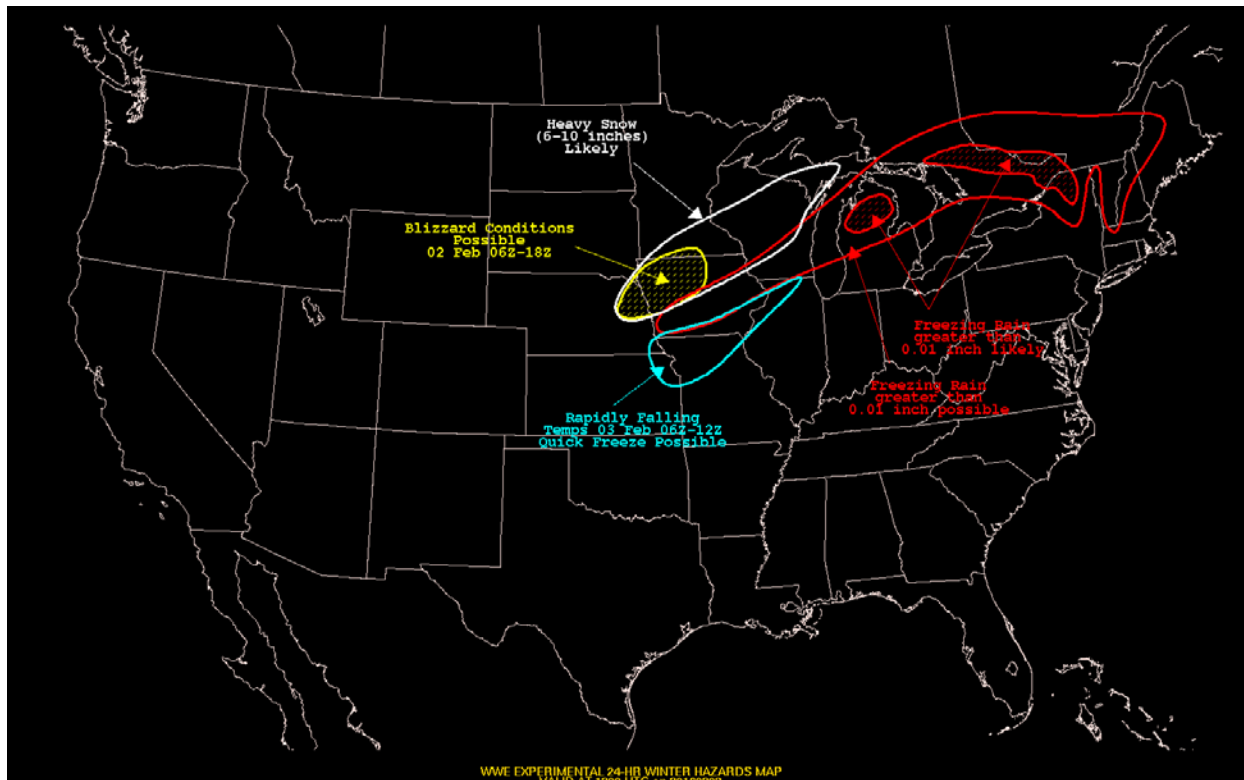 Heavy Snow
(6-10 inches)
Likely
Blizzard Conditions
Possible
02 Feb 06Z-18Z
Freezing Rain
greater than
0.01 inch likely
Freezing Rain
greater than
0.01 inch possible
Rapidly Falling
Temps 03 Feb 06Z-12Z
Quick Freeze Possible
WWE EXPERIMENTAL 24-HR WINTER HAZARDS MAP
VALID AT